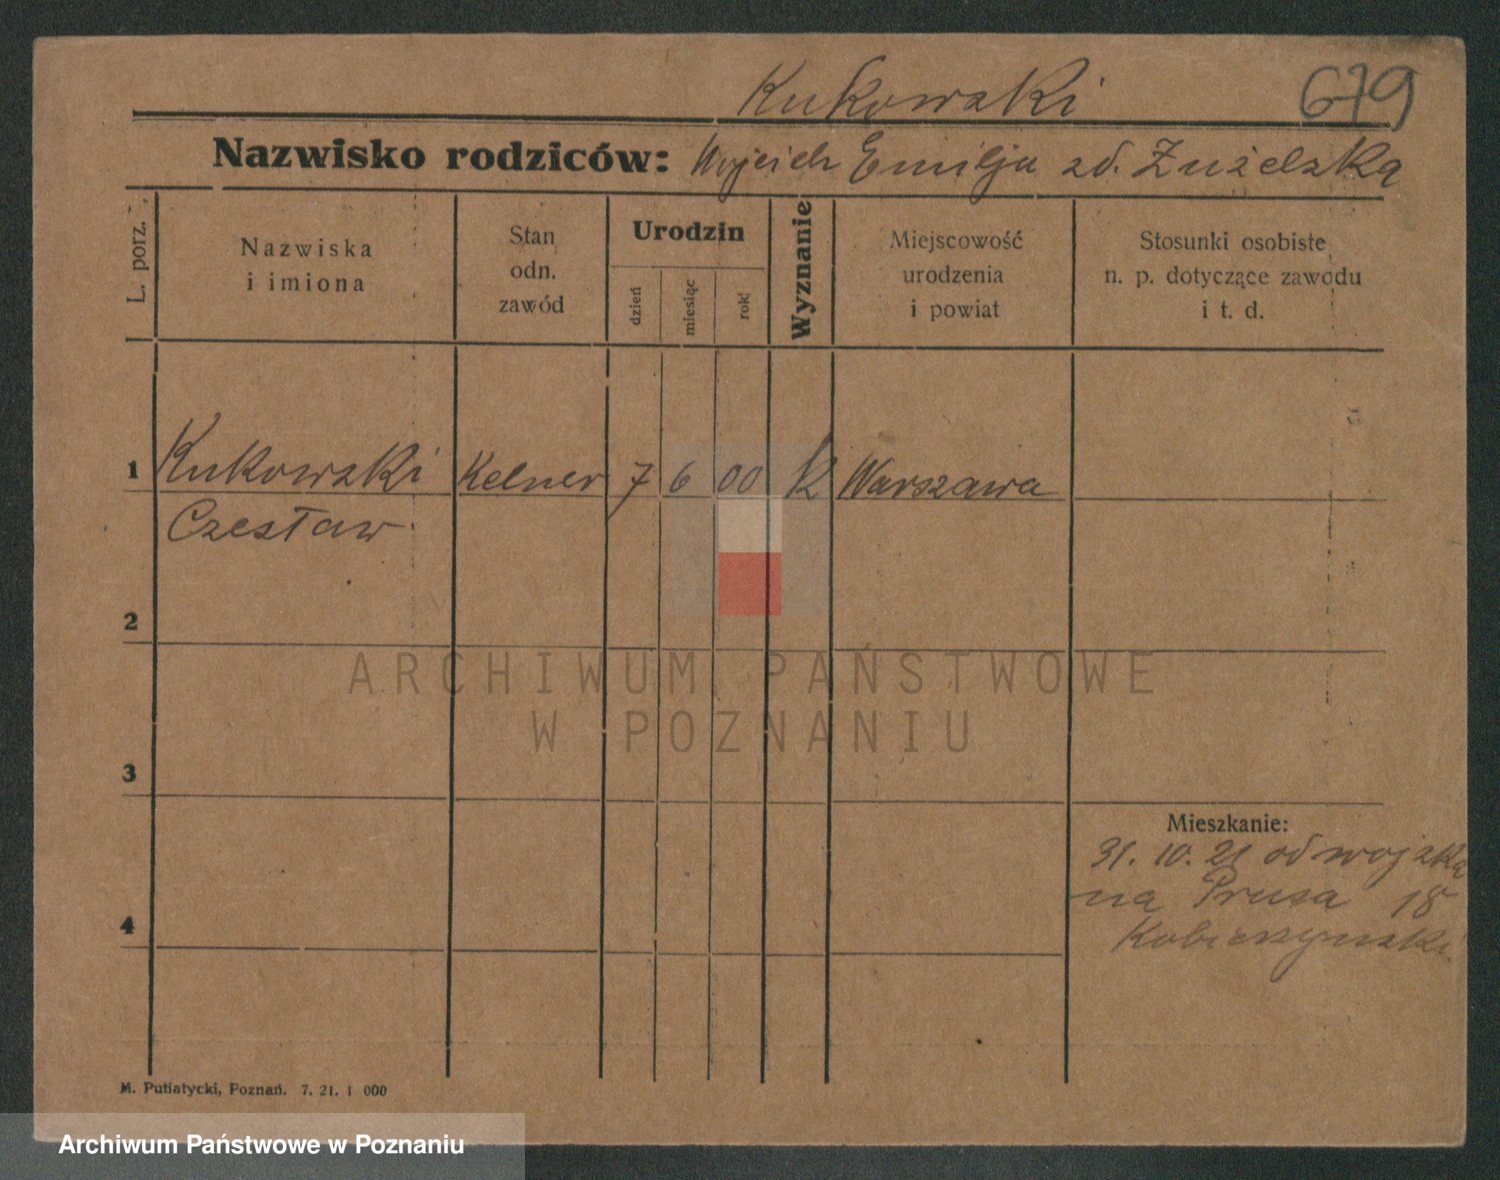 Kukowski 679
Nazwisko rodziców: Wojciech Emilja zd. Zużelska
L. porz.
Nazwiska
i imiona
Stan
odn.
zawód
Urodzin
dzień
miesiąc
rok
Wyznanie
Miejscowość
urodzenia
i powiat
Stosunki osobiste
n. p. dotyczące zawodu
i t. d.
1 Kukowski Kelner 7 6 00 k Warszawa
Czesław
2
3
4
Mieszkanie:
31. 10. 21 od wojska
na Prusa 18
Kobierzynski
M. Putiatycki, Poznań. 7. 21. 1 000
ARCHIWUM PAŃSTWOWE
W POZNANIU
Archiwum Państwowe w Poznaniu